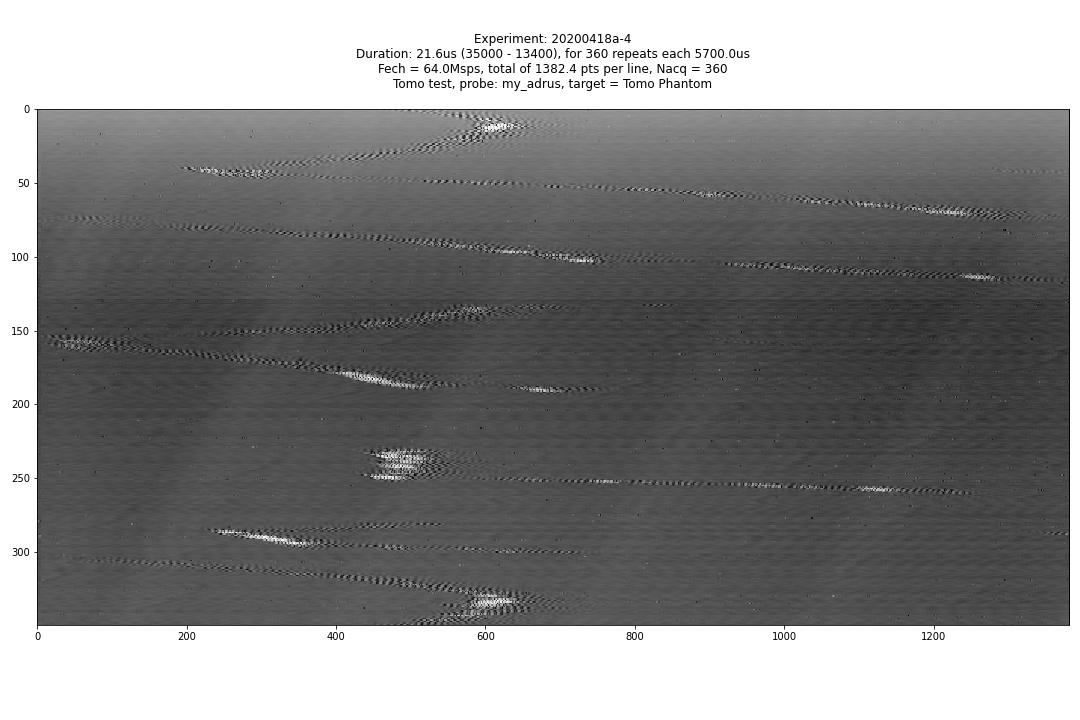 Experiment: 20200418a-4
Duration: 21.6us (35000 - 13400), for 360 repeats each 5700.0us
Fech = 64.0Msps, total of 1382.4 pts per line, Nacq = 360
Tomo test, probe: my_adrus, target = Tomo Phantom
0
50
100
150
200
250
300
0 200 400 600 800 1000 1200